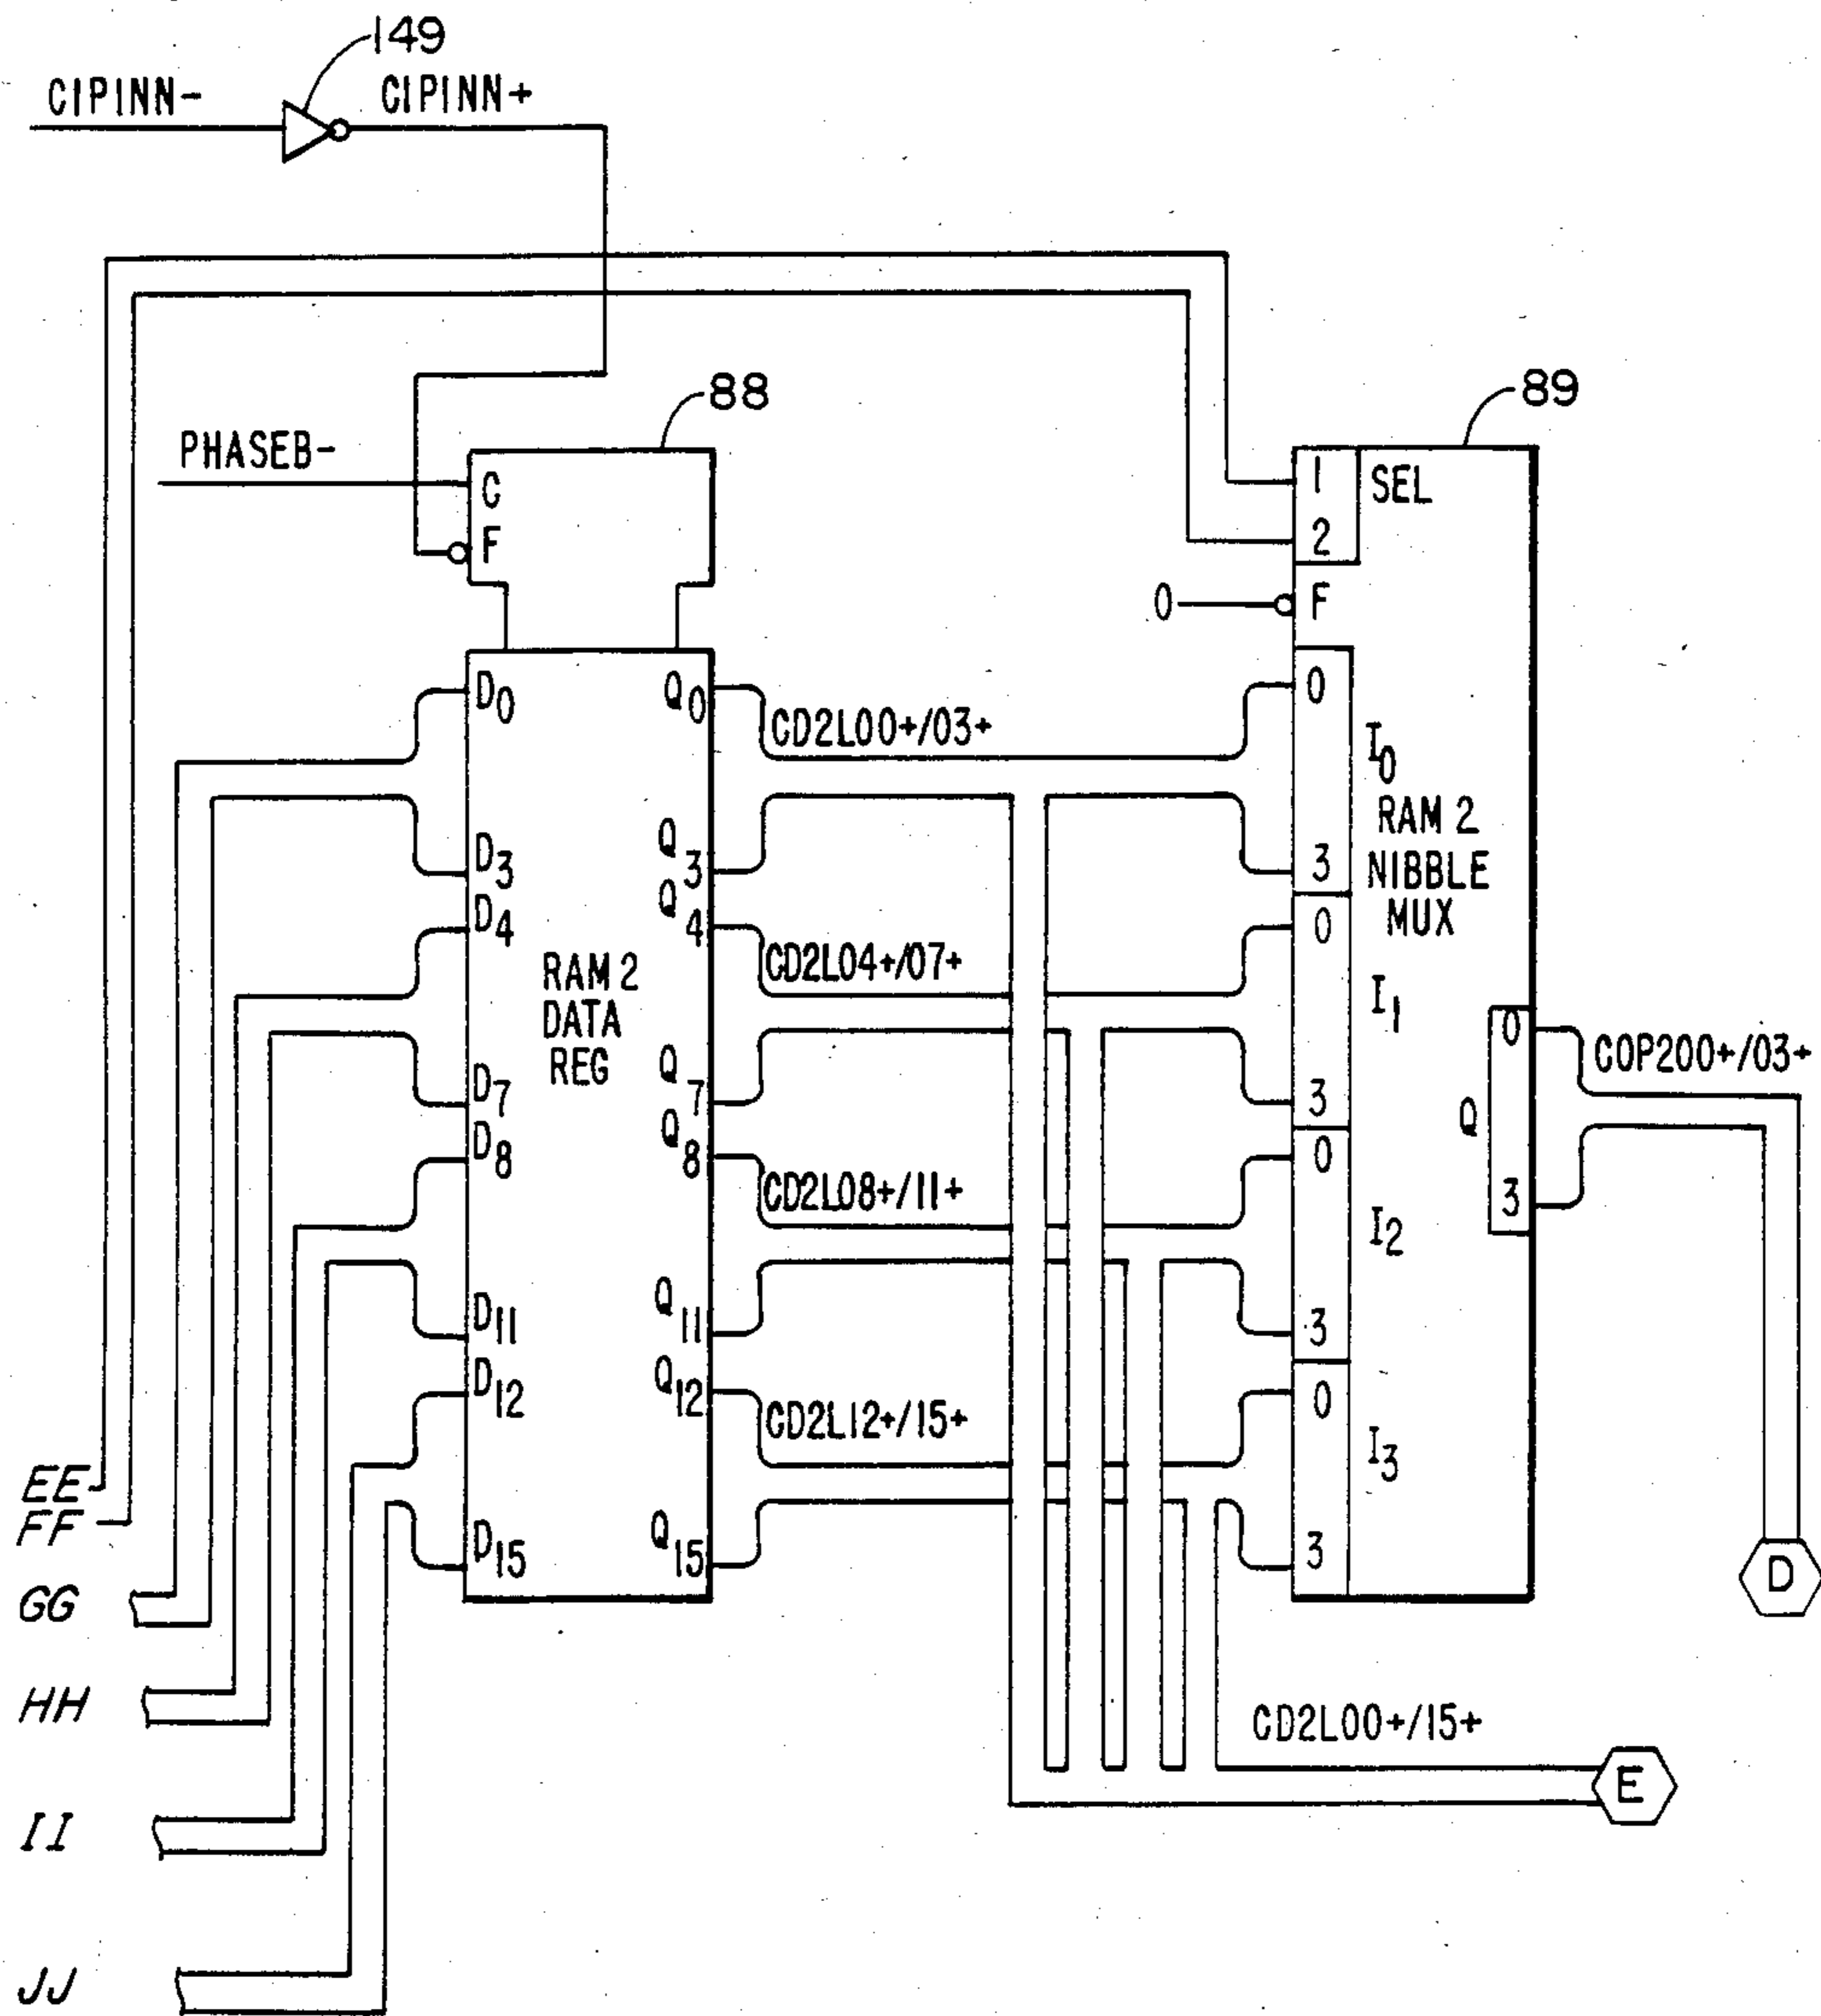 149
CIPINN-
CIPINN+
88
89
PHASEB-
C
F
1 SEL
2
0
F
D0
Q0
CD2L00+/03+
0
I0
RAM 2
NIBBLE
MUX
D3
Q3
3
D4
Q4
0
CD2L04+/07+
RAM 2
DATA
REG
I1
0
COP200+/03+
D7
Q7
3
Q
D8
Q8
0
CD2L08+/11+
3
I2
D11
Q11
3
D12
Q12
0
CD2L12+/15+
I3
EE
FF
D15
Q15
3
D
GG
HH
CD2L00+/15+
E
II
JJ